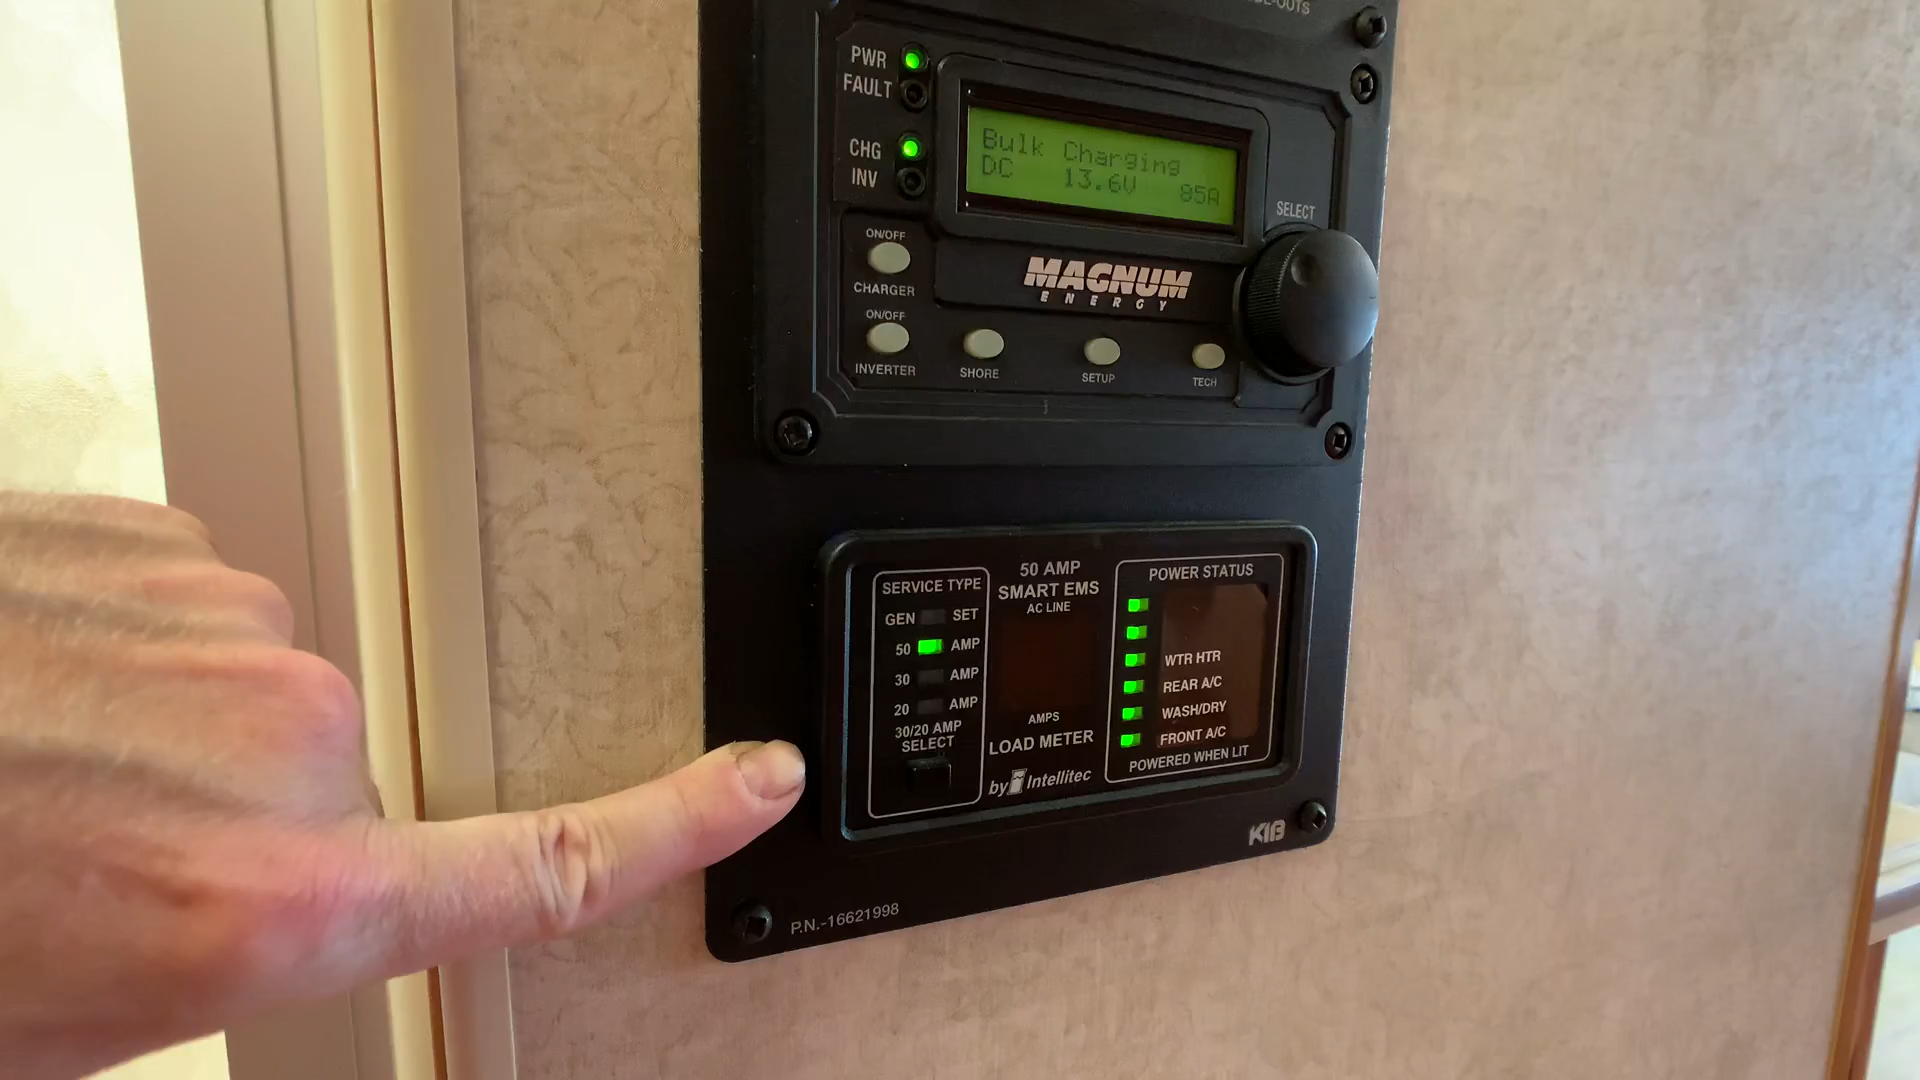 PWR
FAULT
CHG
INV
Bulk Charging
DC 13.6V 85A
SELECT
ON/OFF
CHARGER
MAGNUM
ENERGY
ON/OFF
INVERTER
SHORE
SETUP
TECH
SERVICE TYPE
GEN SET
50 AMP
30 AMP
20 AMP
30/20 AMP
SELECT
50 AMP
SMART EMS
AC LINE
AMPS
LOAD METER
by Intellitec
POWER STATUS
WTR HTR
REAR A/C
WASH/DRY
FRONT A/C
POWERED WHEN LIT
KIB
P.N.-16621998